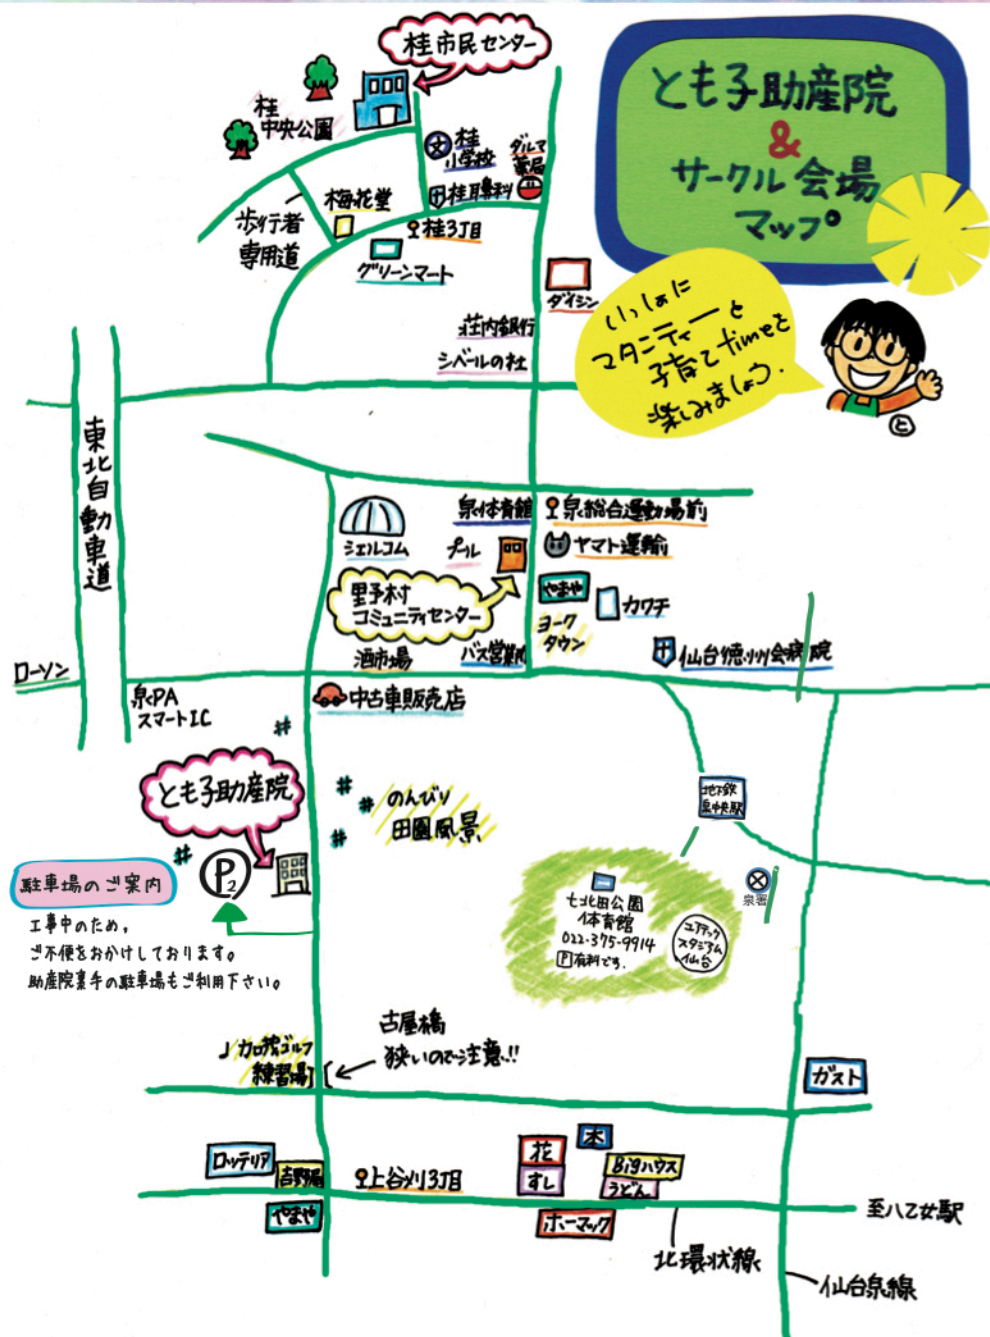 桂市民センター
とも子助産院
&
サークル会場
マップ
桂
中央公園
桂
小学校
ダルマ
薬局
桂耳鼻科
梅花堂
歩行者
専用道
桂3丁目
グリーンマート
ダイシン
荘内銀行
シベールの杜
いっしょに
マタニティーと
子育てtimeを
楽しみましょう.
と
東北自動車道
泉体育館
泉総合運動場前
シェルコム
プール
ヤマト運輸
やまや
カワチ
野村
コミュニティセンター
ヨーク
タウン
酒市場
バス営業所
仙台徳洲会病院
ローソン
泉PA
スマートIC
中古車販売店
とも子助産院
のんびり
田園風景
地下鉄
泉中央駅
P2
駐車場のご案内
工事中のため,
ご不便をおかけしております。
助産院裏手の駐車場もご利用下さい。
泉署
七北田公園
体育館
022-375-9914
P有料です.
ユアテック
スタジアム
仙台
古屋橋
狭いので注意!!
ゴルフ
練習場
ガスト
ロッテリア
吉野屋
やまや
上谷刈3丁目
花
本
すし
Bigハウス
うどん
ホーマック
至八乙女駅
北環状線
仙台泉線